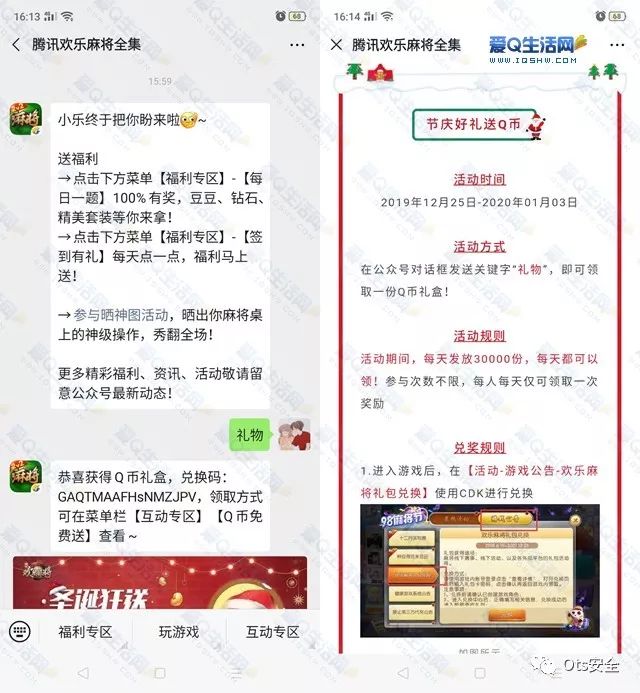 16:13
68
腾讯欢乐麻将全集
15:59
小乐终于把你盼来啦~
送福利
→点击下方菜单【福利专区】-【每
日一题】100%有奖，豆豆、钻石、
精美套装等你来拿！
→点击下方菜单【福利专区】-【签
到有礼】每天点一点，福利马上
送！
→参与晒神图活动，晒出你麻将桌
上的神级操作，秀翻全场！
更多精彩福利、资讯、活动敬请留
意公众号最新动态！
礼物
恭喜获得Q币礼盒，兑换码：
GAQTMAAFHsNMZJPV，领取方式
可在菜单栏【互动专区】【Q币免
费送】查看~
圣诞狂送
福利专区
玩游戏
互动专区
16:14
68
腾讯欢乐麻将全集
爱Q生活网
www.IQSHW.COM
节庆好礼送Q币
活动时间
2019年12月25日-2020年01月03日
活动方式
在公众号对话框发送关键字“礼物”，即可领
取一份Q币礼盒！
活动规则
活动期间，每天发放30000份，每天都可以
领！参与次数不限，每人每天仅可领取一次
奖励
兑奖规则
1.进入游戏后，在【活动-游戏公告-欢乐麻
将礼包兑换】使用CDK进行兑换
98麻将节
欢乐麻将礼包兑换
如图所示
Qts安全